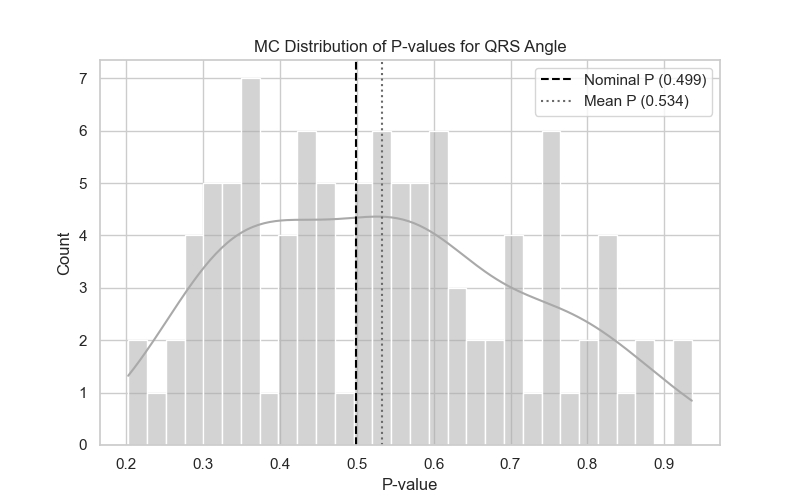 MC Distribution of P-values for QRS Angle
Nominal P (0.499)
Mean P (0.534)
Count
7
6
5
4
3
2
1
0
0.2 0.3 0.4 0.5 0.6 0.7 0.8 0.9
P-value